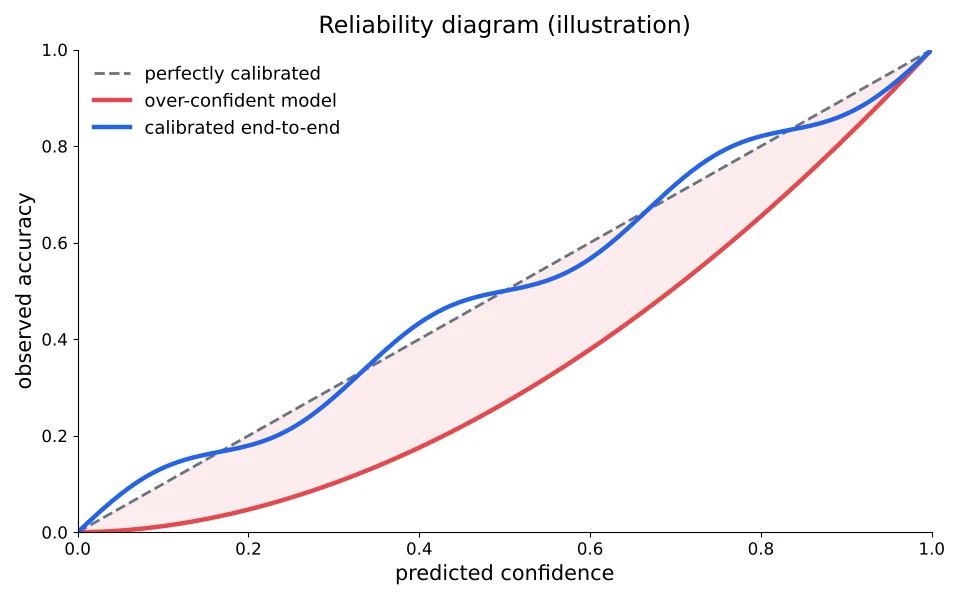 Reliability diagram (illustration)
perfectly calibrated
over-confident model
calibrated end-to-end
observed accuracy
1.0
0.8
0.6
0.4
0.2
0.0
0.0 0.2 0.4 0.6 0.8 1.0
predicted confidence